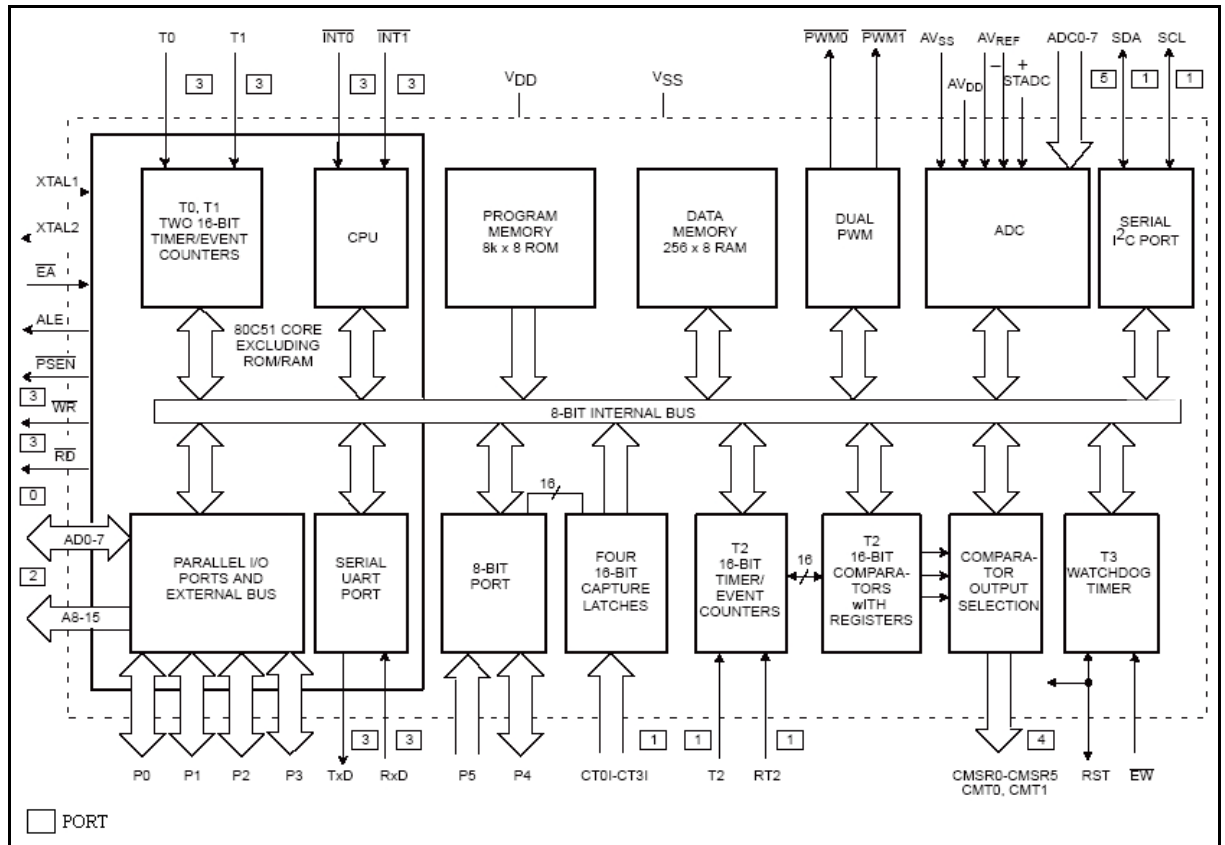 T0 T1 INT0 INT1 PWM0 PWM1 AVSS AVREF ADC0-7 SDA SCL
3 3 3 3 VDD VSS AVDD − + STADC 5 1 1
XTAL1
XTAL2
EA
ALE
PSEN
3 WR
3 RD
0
AD0-7
2
A8-15
T0, T1
TWO 16-BIT
TIMER/EVENT
COUNTERS
CPU
PROGRAM
MEMORY
8k x 8 ROM
DATA
MEMORY
256 x 8 RAM
DUAL
PWM
ADC
SERIAL
I2C PORT
80C51 CORE
EXCLUDING
ROM/RAM
8-BIT INTERNAL BUS
PARALLEL I/O
PORTS AND
EXTERNAL BUS
SERIAL
UART
PORT
8-BIT
PORT
16
FOUR
16-BIT
CAPTURE
LATCHES
T2
16-BIT
TIMER/
EVENT
COUNTERS
16
T2
16-BIT
COMPARA-
TORS
wITH
REGISTERS
COMPARA-
TOR
OUTPUT
SELECTION
T3
WATCHDOG
TIMER
3 3 1 1 1 4
P0 P1 P2 P3 TxD RxD P5 P4 CT0I-CT3I T2 RT2 CMSR0-CMSR5 RST EW
CMT0, CMT1
PORT